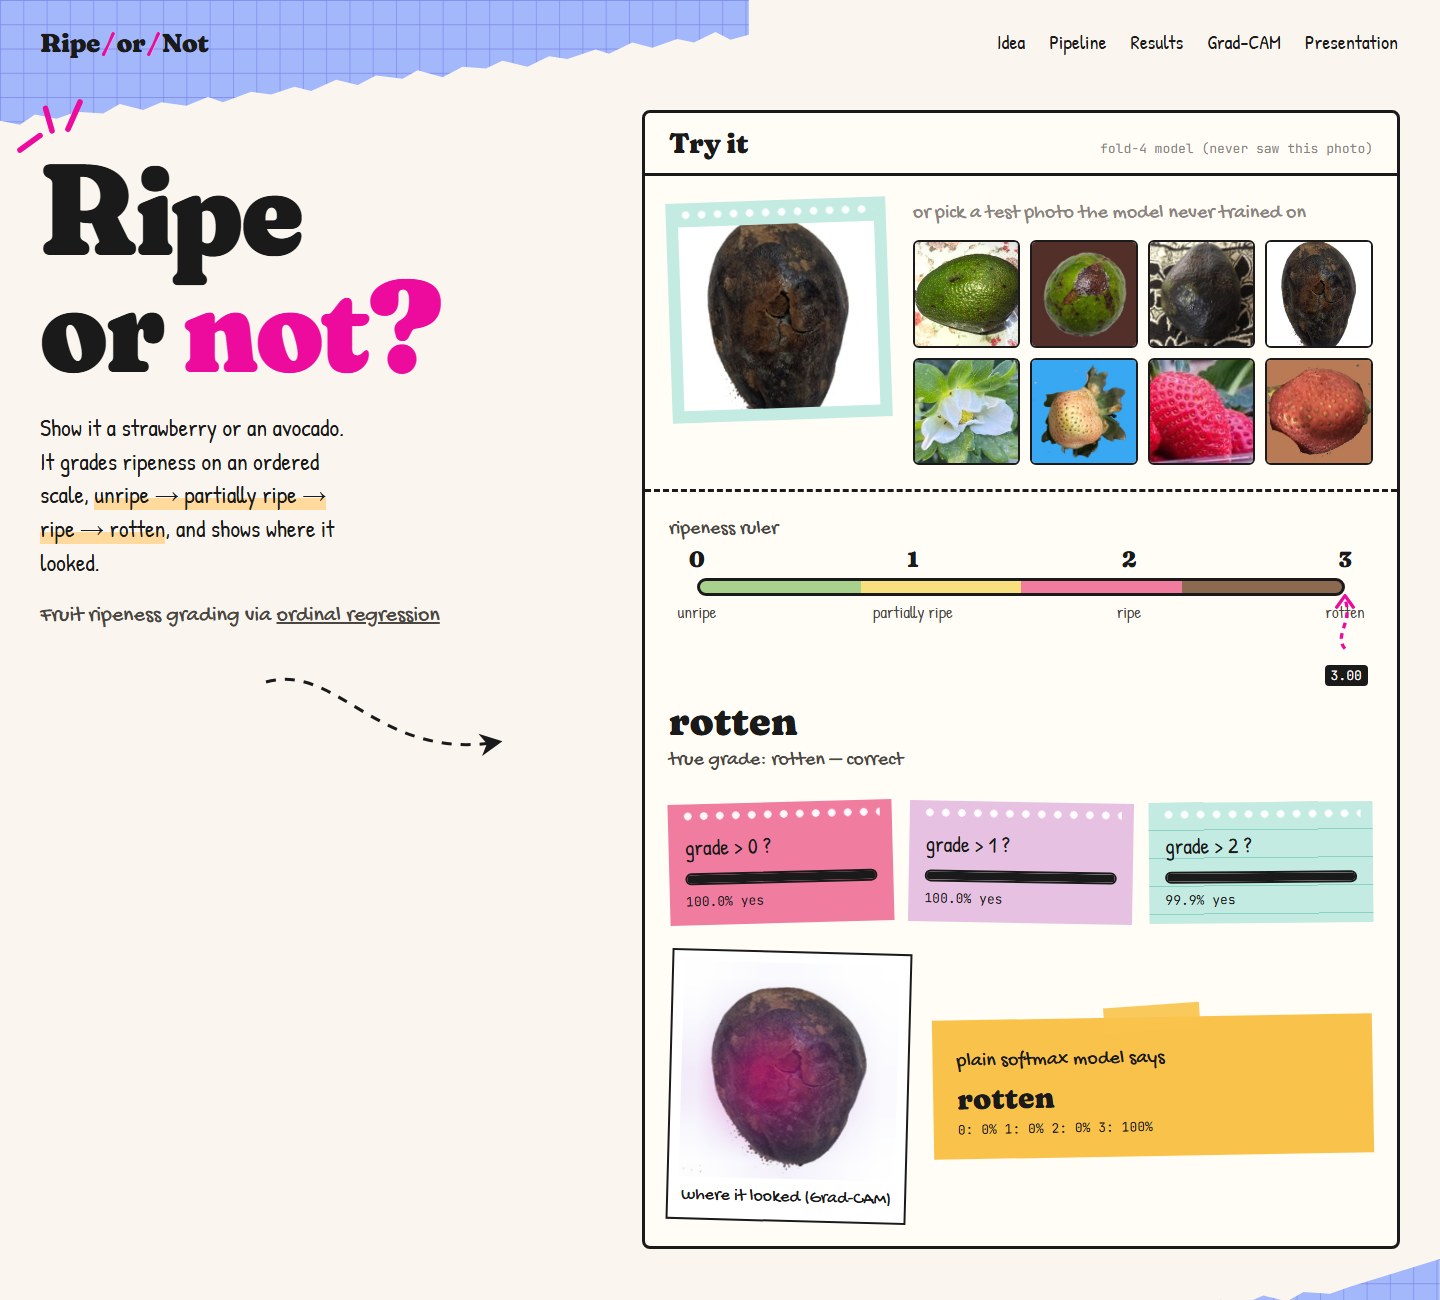 Ripe/or/Not
Idea Pipeline Results Grad-CAM Presentation
Ripe
or not?
Show it a strawberry or an avocado.
It grades ripeness on an ordered
scale, unripe → partially ripe →
ripe → rotten, and shows where it
looked.
Fruit ripeness grading via ordinal regression
Try it
fold-4 model (never saw this photo)
or pick a test photo the model never trained on
ripeness ruler
0 1 2 3
unripe partially ripe ripe rotten
3.00
rotten
true grade: rotten — correct
grade > 0 ?
100.0% yes
grade > 1 ?
100.0% yes
grade > 2 ?
99.9% yes
where it looked (Grad-CAM)
plain softmax model says
rotten
0: 0% 1: 0% 2: 0% 3: 100%